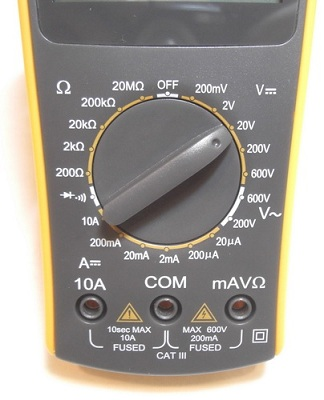 OFF
Ω 20MΩ 200mV V⎓
200kΩ 2V
20kΩ 20V
2kΩ 200V
200Ω 600V
600V
10A 200V V~
200mA 20µA
20mA 2mA 200µA
A⎓
10A COM mAVΩ
10sec MAX MAX 600V
10A 200mA
FUSED FUSED
CAT III